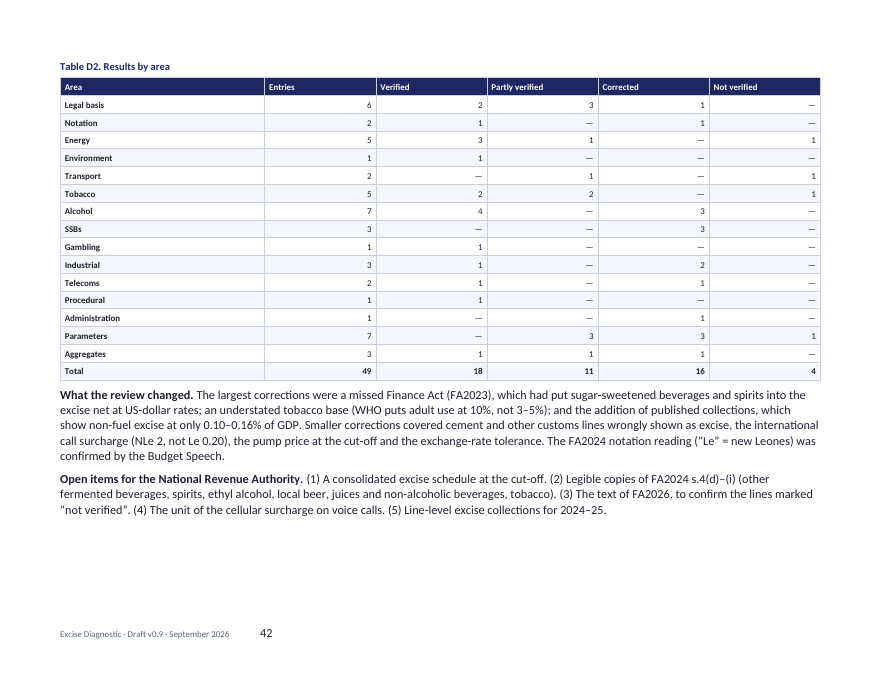 Table D2. Results by area
Area Entries Verified Partly verified Corrected Not verified
Legal basis 6 2 3 1 —
Notation 2 1 — 1 —
Energy 5 3 1 — 1
Environment 1 1 — — —
Transport 2 — 1 — 1
Tobacco 5 2 2 — 1
Alcohol 7 4 — 3 —
SSBs 3 — — 3 —
Gambling 1 1 — — —
Industrial 3 1 — 2 —
Telecoms 2 1 — 1 —
Procedural 1 1 — — —
Administration 1 — — 1 —
Parameters 7 — 3 3 1
Aggregates 3 1 1 1 —
Total 49 18 11 16 4
What the review changed. The largest corrections were a missed Finance Act (FA2023), which had put sugar-sweetened beverages and spirits into the
excise net at US-dollar rates; an understated tobacco base (WHO puts adult use at 10%, not 3–5%); and the addition of published collections, which
show non-fuel excise at only 0.10–0.16% of GDP. Smaller corrections covered cement and other customs lines wrongly shown as excise, the international
call surcharge (NLe 2, not Le 0.20), the pump price at the cut-off and the exchange-rate tolerance. The FA2024 notation reading (“Le” = new Leones) was
confirmed by the Budget Speech.
Open items for the National Revenue Authority. (1) A consolidated excise schedule at the cut-off. (2) Legible copies of FA2024 s.4(d)–(i) (other
fermented beverages, spirits, ethyl alcohol, local beer, juices and non-alcoholic beverages, tobacco). (3) The text of FA2026, to confirm the lines marked
“not verified”. (4) The unit of the cellular surcharge on voice calls. (5) Line-level excise collections for 2024–25.
Excise Diagnostic · Draft v0.9 · September 2026 42